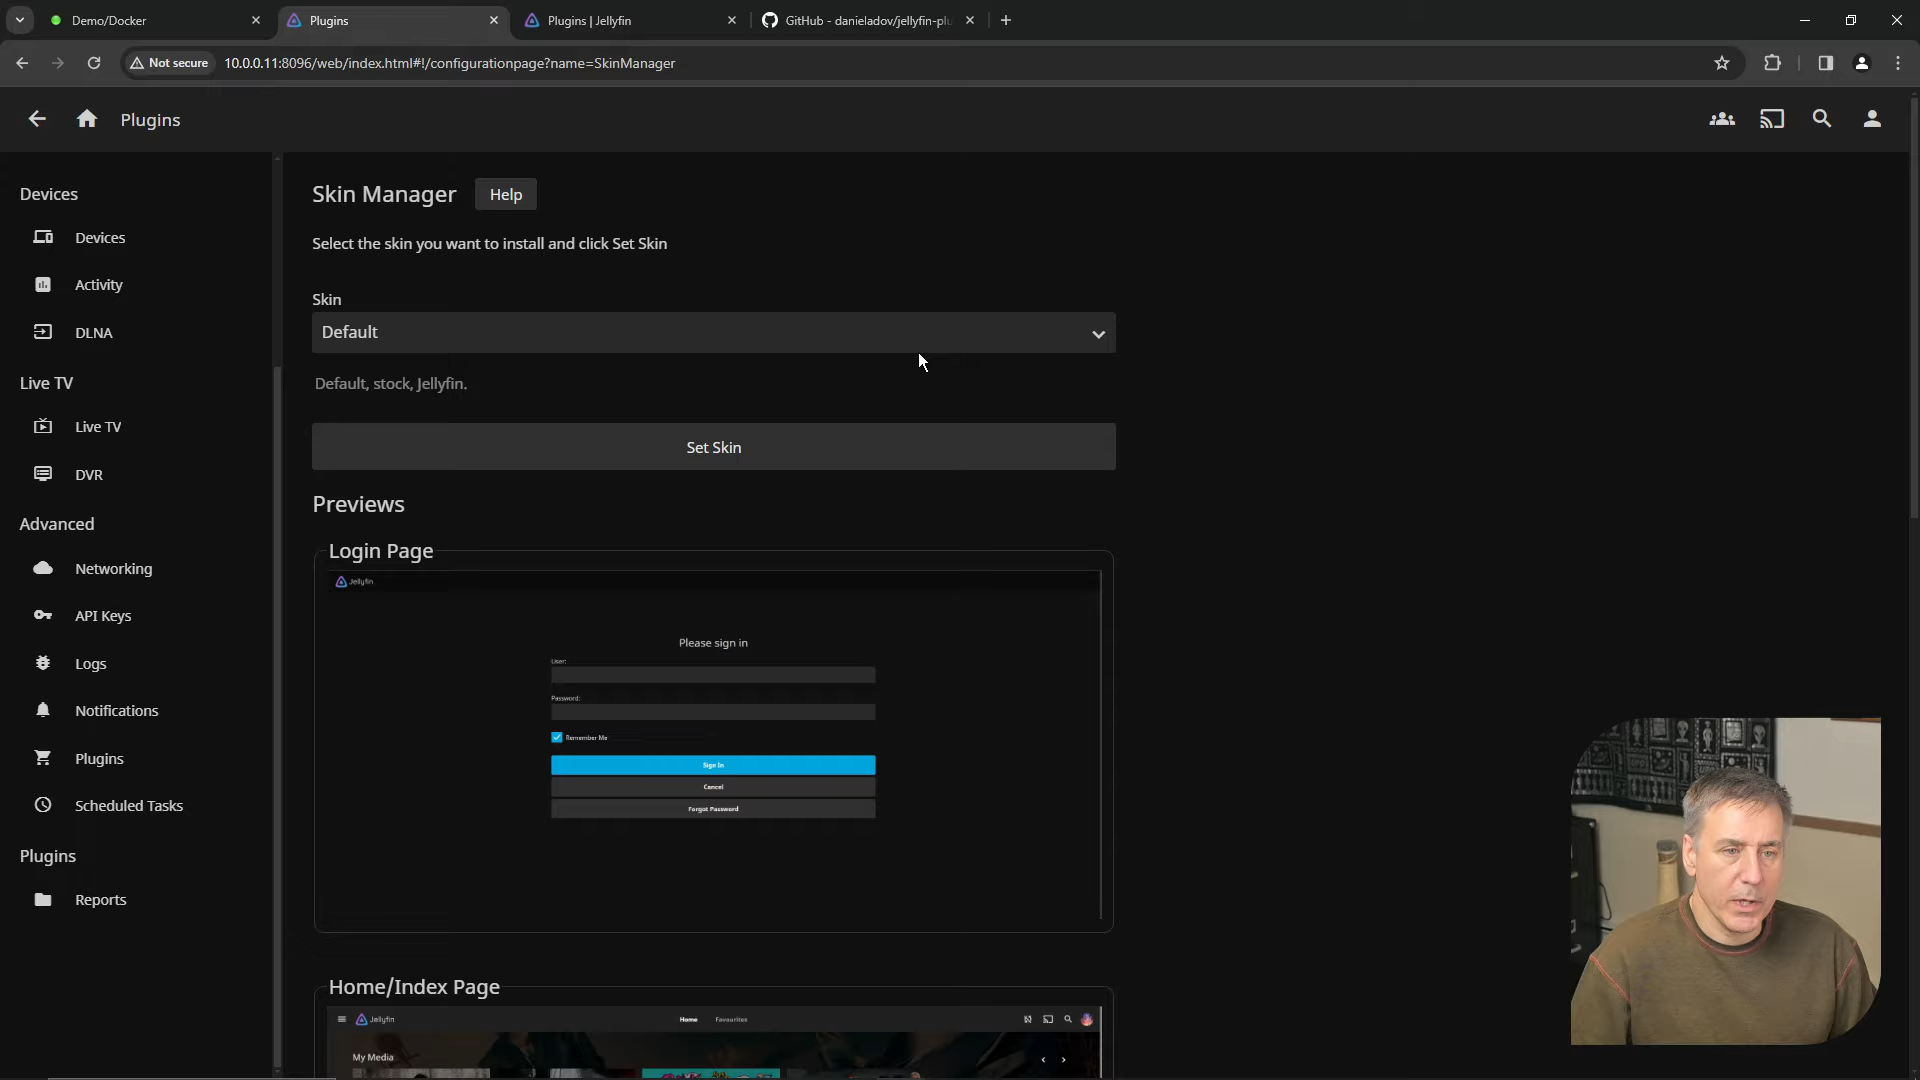 Demo/Docker
Plugins
Plugins | Jellyfin
GitHub - danieladov/jellyfin-plu
Not secure
10.0.0.11:8096/web/index.html#!/configurationpage?name=SkinManager
Plugins
Devices
Devices
Activity
DLNA
Live TV
Live TV
DVR
Advanced
Networking
API Keys
Logs
Notifications
Plugins
Scheduled Tasks
Plugins
Reports
Skin Manager
Help
Select the skin you want to install and click Set Skin
Skin
Default
Default, stock, Jellyfin.
Set Skin
Previews
Login Page
Jellyfin
Please sign in
User:
Password:
Remember Me
Sign In
Cancel
Forgot Password
Home/Index Page
Jellyfin
Home
Favourites
My Media